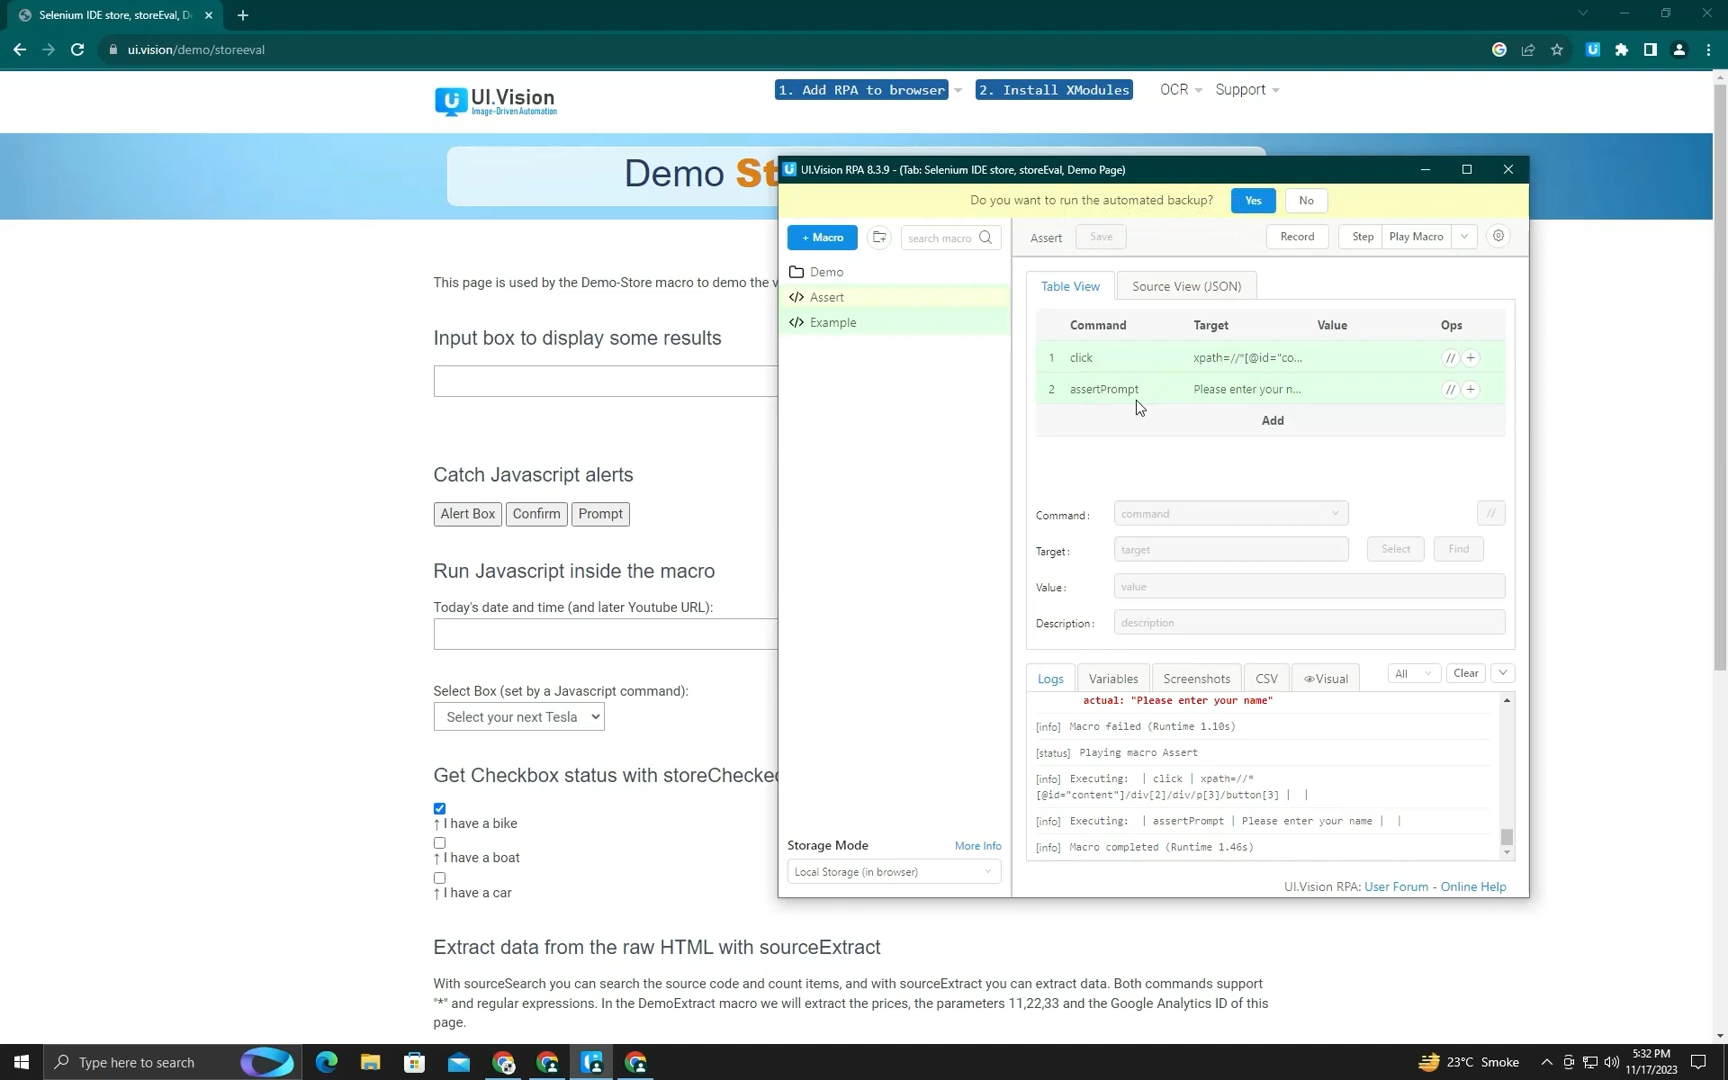 Selenium IDE store, storeEval, De
ui.vision/demo/storeeval
UI.Vision
Image-Driven Automation
1. Add RPA to browser
2. Install XModules
OCR
Support
Demo St
This page is used by the Demo-Store macro to demo the v
Input box to display some results
Catch Javascript alerts
Alert Box
Confirm
Prompt
Run Javascript inside the macro
Today's date and time (and later Youtube URL):
Select Box (set by a Javascript command):
Select your next Tesla
Get Checkbox status with storeChecked
↑ I have a bike
↑ I have a boat
↑ I have a car
Extract data from the raw HTML with sourceExtract
With sourceSearch you can search the source code and count items, and with sourceExtract you can extract data. Both commands support
"*" and regular expressions. In the DemoExtract macro we will extract the prices, the parameters 11,22,33 and the Google Analytics ID of this
page.
UI.Vision RPA 8.3.9 - (Tab: Selenium IDE store, storeEval, Demo Page)
Do you want to run the automated backup?
Yes
No
+ Macro
search macro
Demo
Assert
Example
Storage Mode
More Info
Local Storage (in browser)
Assert
Save
Record
Step
Play Macro
Table View
Source View (JSON)
Command Target Value Ops
1 click xpath=//*[@id="co... // +
2 assertPrompt Please enter your n... // +
Add
Command: command //
Target: target Select Find
Value: value
Description: description
Logs
Variables
Screenshots
CSV
Visual
All
Clear
actual: "Please enter your name"
[info] Macro failed (Runtime 1.10s)
[status] Playing macro Assert
[info] Executing: | click | xpath=//*
[@id="content"]/div[2]/div/p[3]/button[3] | |
[info] Executing: | assertPrompt | Please enter your name | |
[info] Macro completed (Runtime 1.46s)
UI.Vision RPA: User Forum - Online Help
Type here to search
23°C Smoke
5:32 PM
11/17/2023